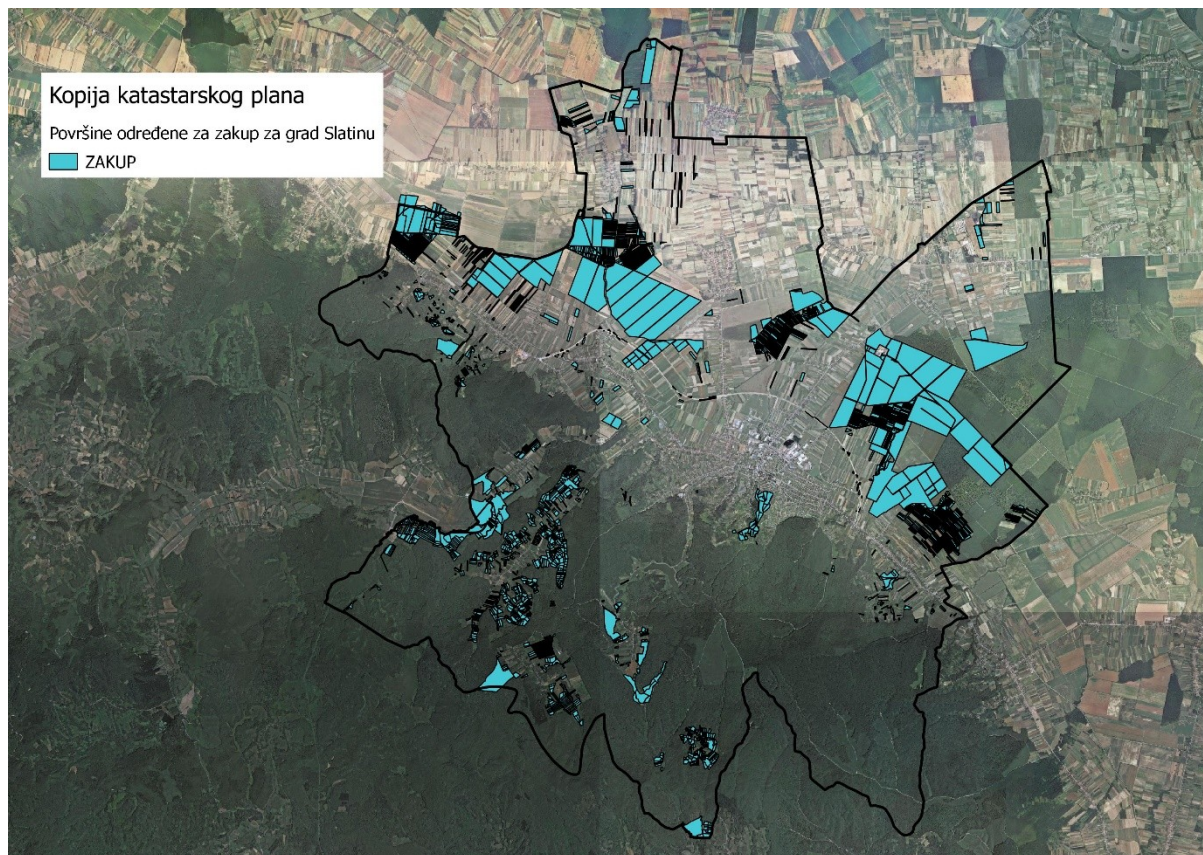 Kopija katastarskog plana
Površine određene za zakup za grad Slatinu
ZAKUP